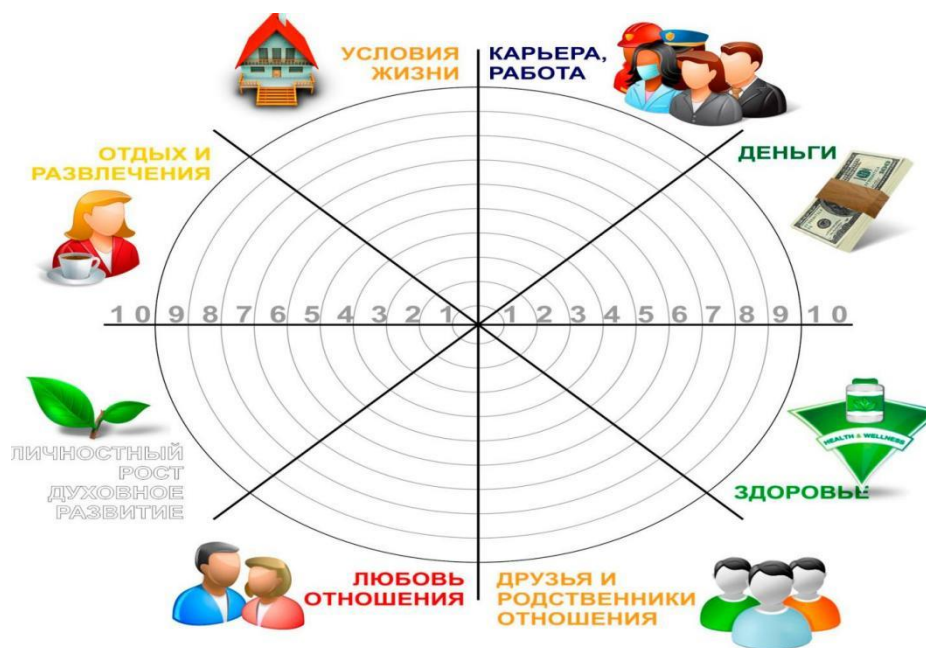 УСЛОВИЯ
ЖИЗНИ
КАРЬЕРА,
РАБОТА
ОТДЫХ И
РАЗВЛЕЧЕНИЯ
ДЕНЬГИ
10 9 8 7 6 5 4 3 2 1 1 2 3 4 5 6 7 8 9 10
ЛИЧНОСТНЫЙ
РОСТ
ДУХОВНОЕ
РАЗВИТИЕ
HEALTH & WELLNESS
ЗДОРОВЬЕ
ЛЮБОВЬ
ОТНОШЕНИЯ
ДРУЗЬЯ И
РОДСТВЕННИКИ
ОТНОШЕНИЯ